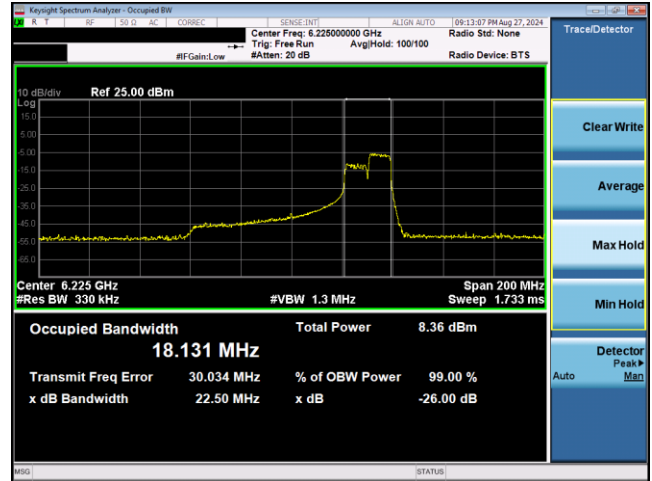 Keysight Spectrum Analyzer - Occupied BW
R T RF 50 Ω AC CORREC SENSE:INT ALIGN AUTO 09:13:07 PM Aug 27, 2024
Center Freq: 6.225000000 GHz Radio Std: None
Trig: Free Run Avg|Hold: 100/100
#IFGain:Low #Atten: 20 dB Radio Device: BTS
Trace/Detector
10 dB/div Ref 25.00 dBm
Log
15.0
5.00
-5.00
-15.0
-25.0
-35.0
-45.0
-55.0
-65.0
Center 6.225 GHz Span 200 MHz
#Res BW 330 kHz #VBW 1.3 MHz Sweep 1.733 ms
Occupied Bandwidth Total Power 8.36 dBm
18.131 MHz
Transmit Freq Error 30.034 MHz % of OBW Power 99.00 %
x dB Bandwidth 22.50 MHz x dB -26.00 dB
Clear Write
Average
Max Hold
Min Hold
Detector
Peak▶
Auto Man
MSG STATUS